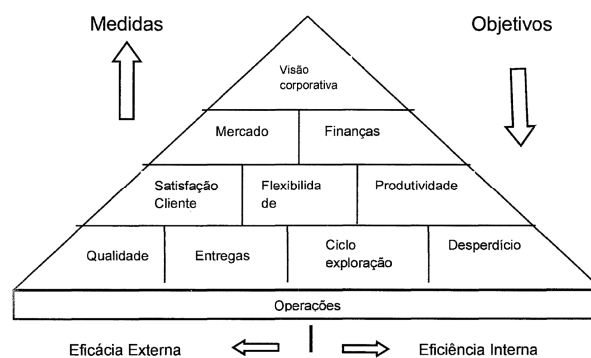 Medidas
Objetivos
Visão
corporativa
Mercado
Finanças
Satisfação
Cliente
Flexibilida
de
Produtividade
Qualidade
Entregas
Ciclo
exploração
Desperdício
Operações
Eficácia Externa
Eficiência Interna